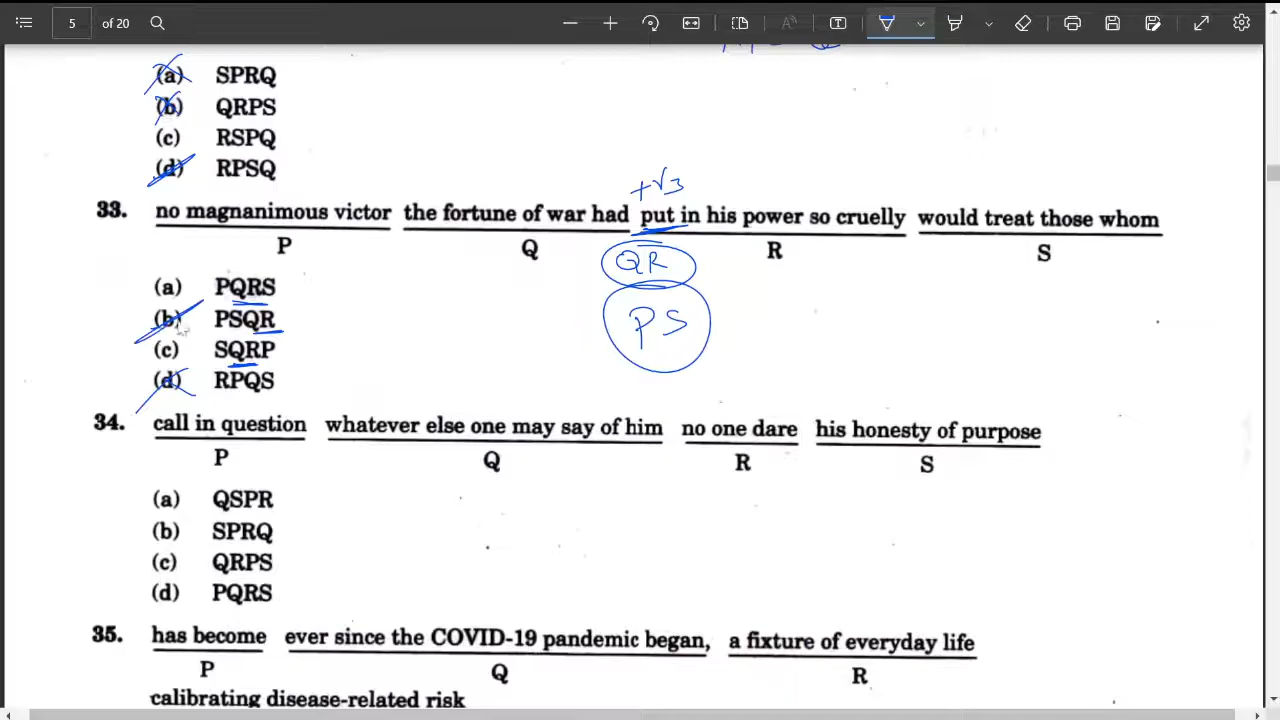 5 of 20
(a) SPRQ
(b) QRPS
(c) RSPQ
(d) RPSQ
+√3
33. no magnanimous victor the fortune of war had put in his power so cruelly would treat those whom
P Q R S
QR
PS
(a) PQRS
(b) PSQR
(c) SQRP
(d) RPQS
34. call in question whatever else one may say of him no one dare his honesty of purpose
P Q R S
(a) QSPR
(b) SPRQ
(c) QRPS
(d) PQRS
35. has become ever since the COVID-19 pandemic began, a fixture of everyday life
P Q R
calibrating disease-related risk